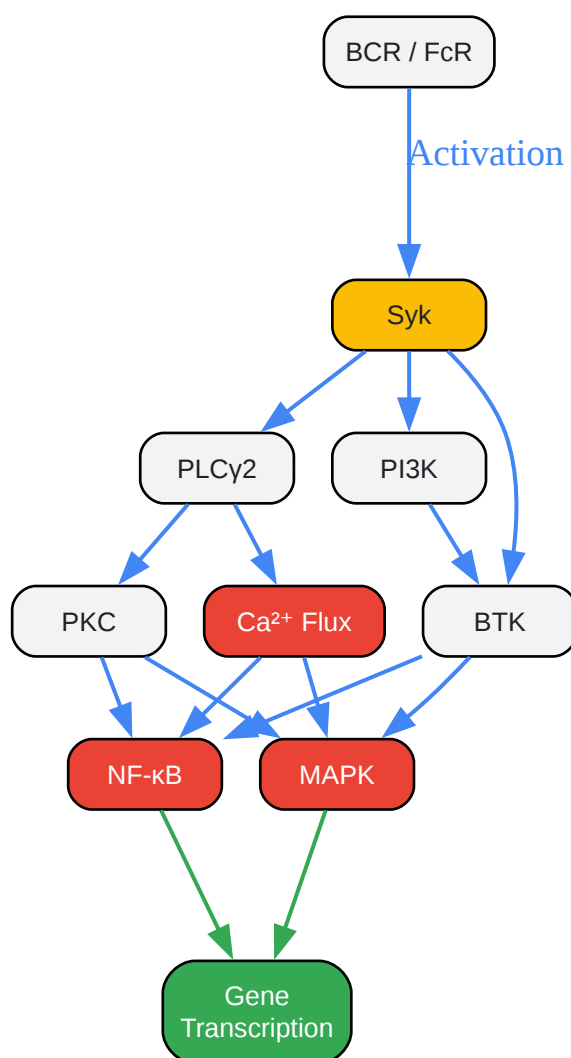 BCR / FcR
Activation
Syk
PLCγ2
PI3K
PKC
Ca²⁺ Flux
BTK
NF-κB
MAPK
Gene
Transcription